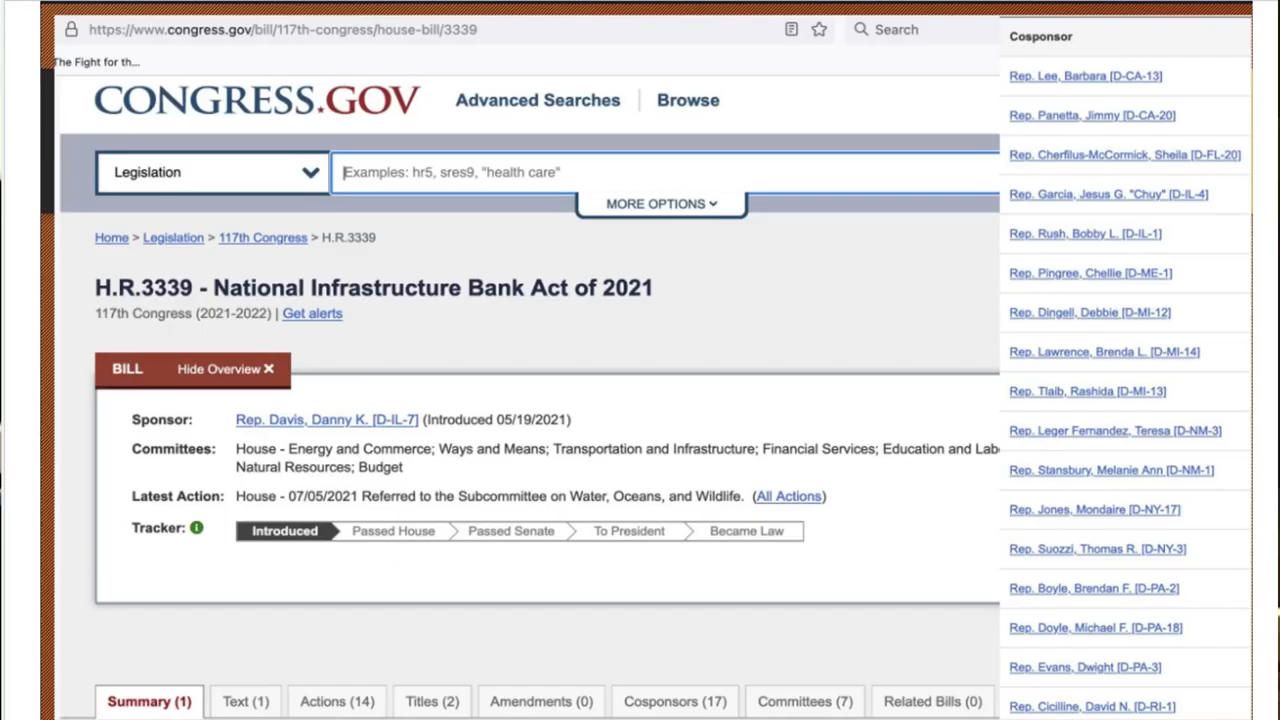 https://www.congress.gov/bill/117th-congress/house-bill/3339
Search
The Fight for th...
CONGRESS.GOV
Advanced Searches
Browse
Legislation
Examples: hr5, sres9, "health care"
MORE OPTIONS
Home > Legislation > 117th Congress > H.R.3339
H.R.3339 - National Infrastructure Bank Act of 2021
117th Congress (2021-2022) | Get alerts
BILL
Hide Overview ×
Sponsor: Rep. Davis, Danny K. [D-IL-7] (Introduced 05/19/2021)
Committees: House - Energy and Commerce; Ways and Means; Transportation and Infrastructure; Financial Services; Education and Labo
Natural Resources; Budget
Latest Action: House - 07/05/2021 Referred to the Subcommittee on Water, Oceans, and Wildlife. (All Actions)
Tracker: Introduced Passed House Passed Senate To President Became Law
Summary (1) Text (1) Actions (14) Titles (2) Amendments (0) Cosponsors (17) Committees (7) Related Bills (0)
Cosponsor
Rep. Lee, Barbara [D-CA-13]
Rep. Panetta, Jimmy [D-CA-20]
Rep. Cherfilus-McCormick, Sheila [D-FL-20]
Rep. Garcia, Jesus G. "Chuy" [D-IL-4]
Rep. Rush, Bobby L. [D-IL-1]
Rep. Pingree, Chellie [D-ME-1]
Rep. Dingell, Debbie [D-MI-12]
Rep. Lawrence, Brenda L. [D-MI-14]
Rep. Tlaib, Rashida [D-MI-13]
Rep. Leger Fernandez, Teresa [D-NM-3]
Rep. Stansbury, Melanie Ann [D-NM-1]
Rep. Jones, Mondaire [D-NY-17]
Rep. Suozzi, Thomas R. [D-NY-3]
Rep. Boyle, Brendan F. [D-PA-2]
Rep. Doyle, Michael F. [D-PA-18]
Rep. Evans, Dwight [D-PA-3]
Rep. Cicilline, David N. [D-RI-1]